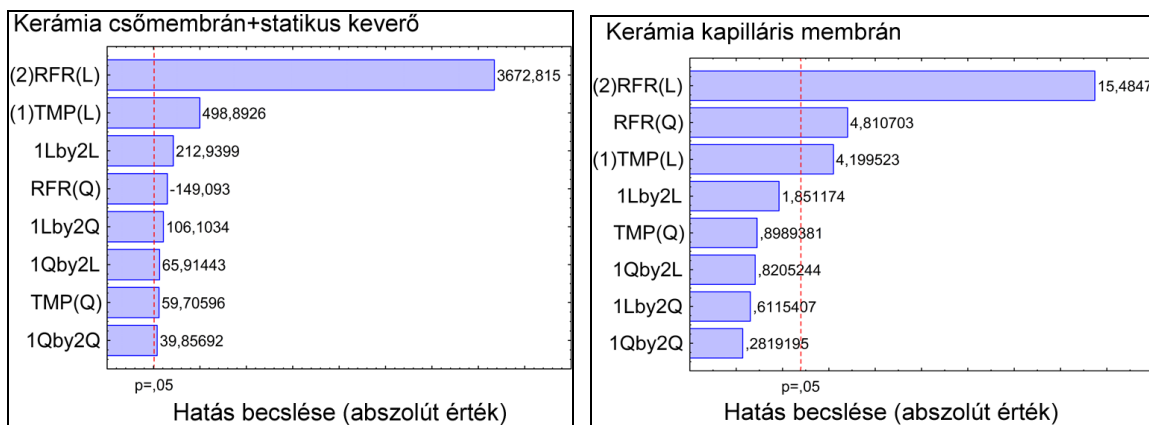 Kerámia csőmembrán+statikus keverő
(2)RFR(L) 3672,815
(1)TMP(L) 498,8926
1Lby2L 212,9399
RFR(Q) -149,093
1Lby2Q 106,1034
1Qby2L 65,91443
TMP(Q) 59,70596
1Qby2Q 39,85692
p=,05
Hatás becslése (abszolút érték)
Kerámia kapilláris membrán
(2)RFR(L) 15,4847
RFR(Q) 4,810703
(1)TMP(L) 4,199523
1Lby2L 1,851174
TMP(Q) ,8989381
1Qby2L ,8205244
1Lby2Q ,6115407
1Qby2Q ,2819195
p=,05
Hatás becslése (abszolút érték)